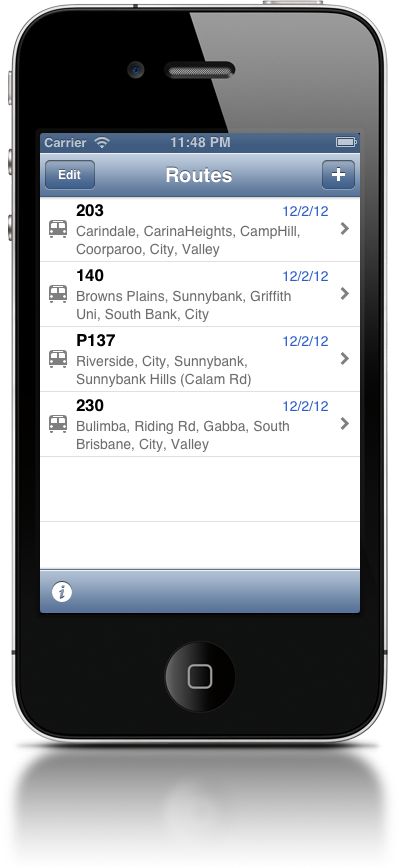 Carrier 11:48 PM
Edit Routes +
203 12/2/12
Carindale, CarinaHeights, CampHill,
Coorparoo, City, Valley
140 12/2/12
Browns Plains, Sunnybank, Griffith
Uni, South Bank, City
P137 12/2/12
Riverside, City, Sunnybank,
Sunnybank Hills (Calam Rd)
230 12/2/12
Bulimba, Riding Rd, Gabba, South
Brisbane, City, Valley
i